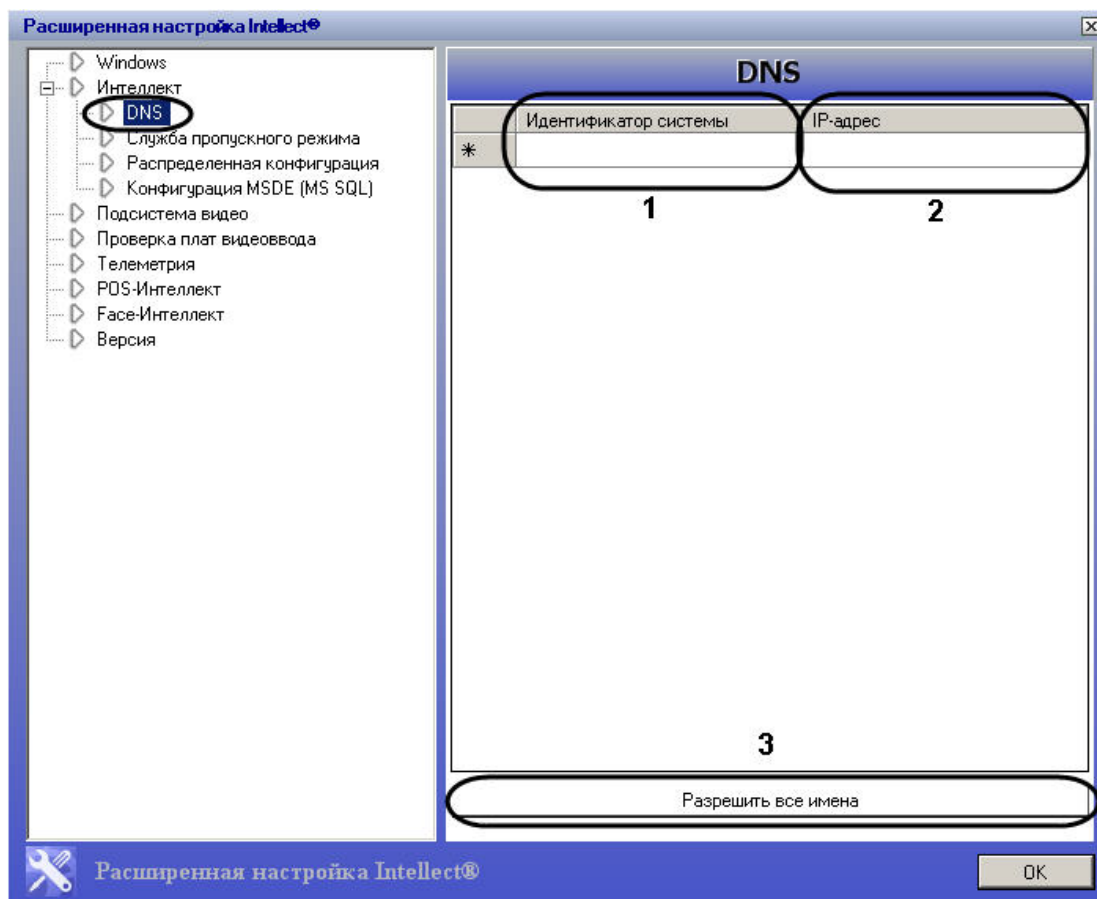 Расширенная настройка Intellect®
Windows
Интеллект
DNS
Служба пропускного режима
Распределенная конфигурация
Конфигурация MSDE (MS SQL)
Подсистема видео
Проверка плат видеоввода
Телеметрия
POS-Интеллект
Face-Интеллект
Версия
DNS
Идентификатор системы IP-адрес
*
1 2
3
Разрешить все имена
Расширенная настройка Intellect®
OK